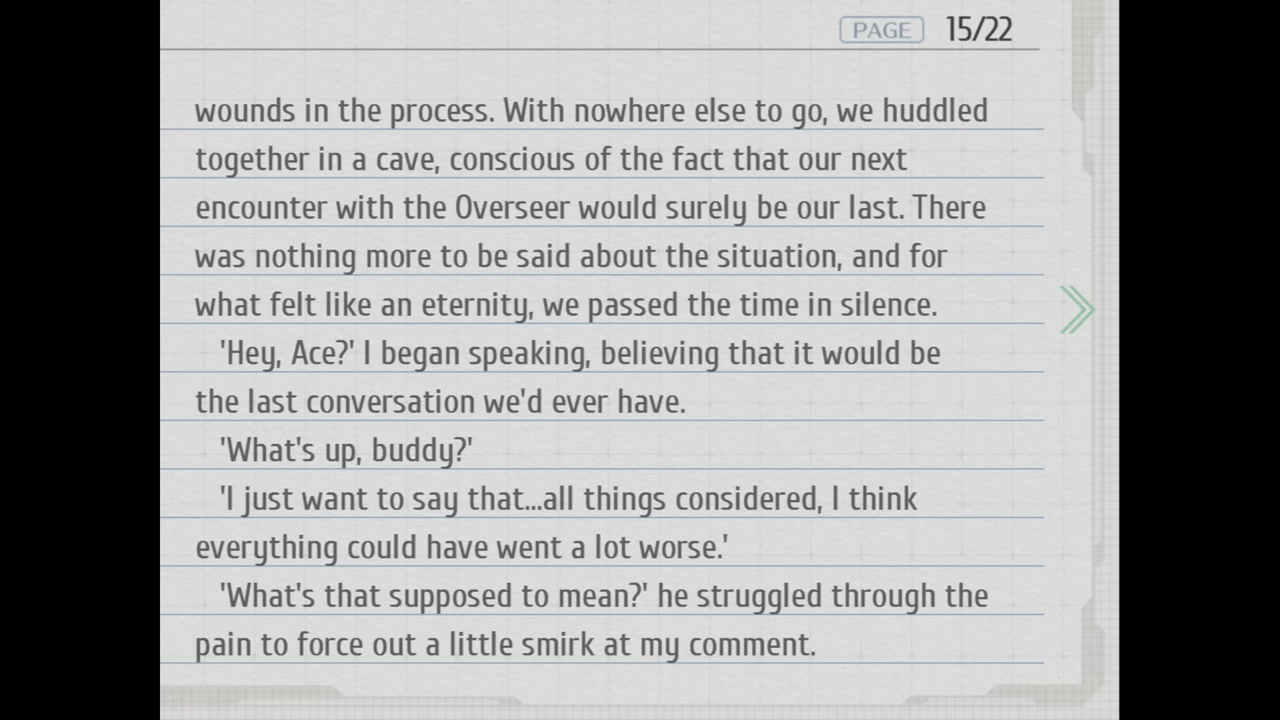 PAGE 15/22
wounds in the process. With nowhere else to go, we huddled
together in a cave, conscious of the fact that our next
encounter with the Overseer would surely be our last. There
was nothing more to be said about the situation, and for
what felt like an eternity, we passed the time in silence.
'Hey, Ace?' I began speaking, believing that it would be
the last conversation we'd ever have.
'What's up, buddy?'
'I just want to say that...all things considered, I think
everything could have went a lot worse.'
'What's that supposed to mean?' he struggled through the
pain to force out a little smirk at my comment.